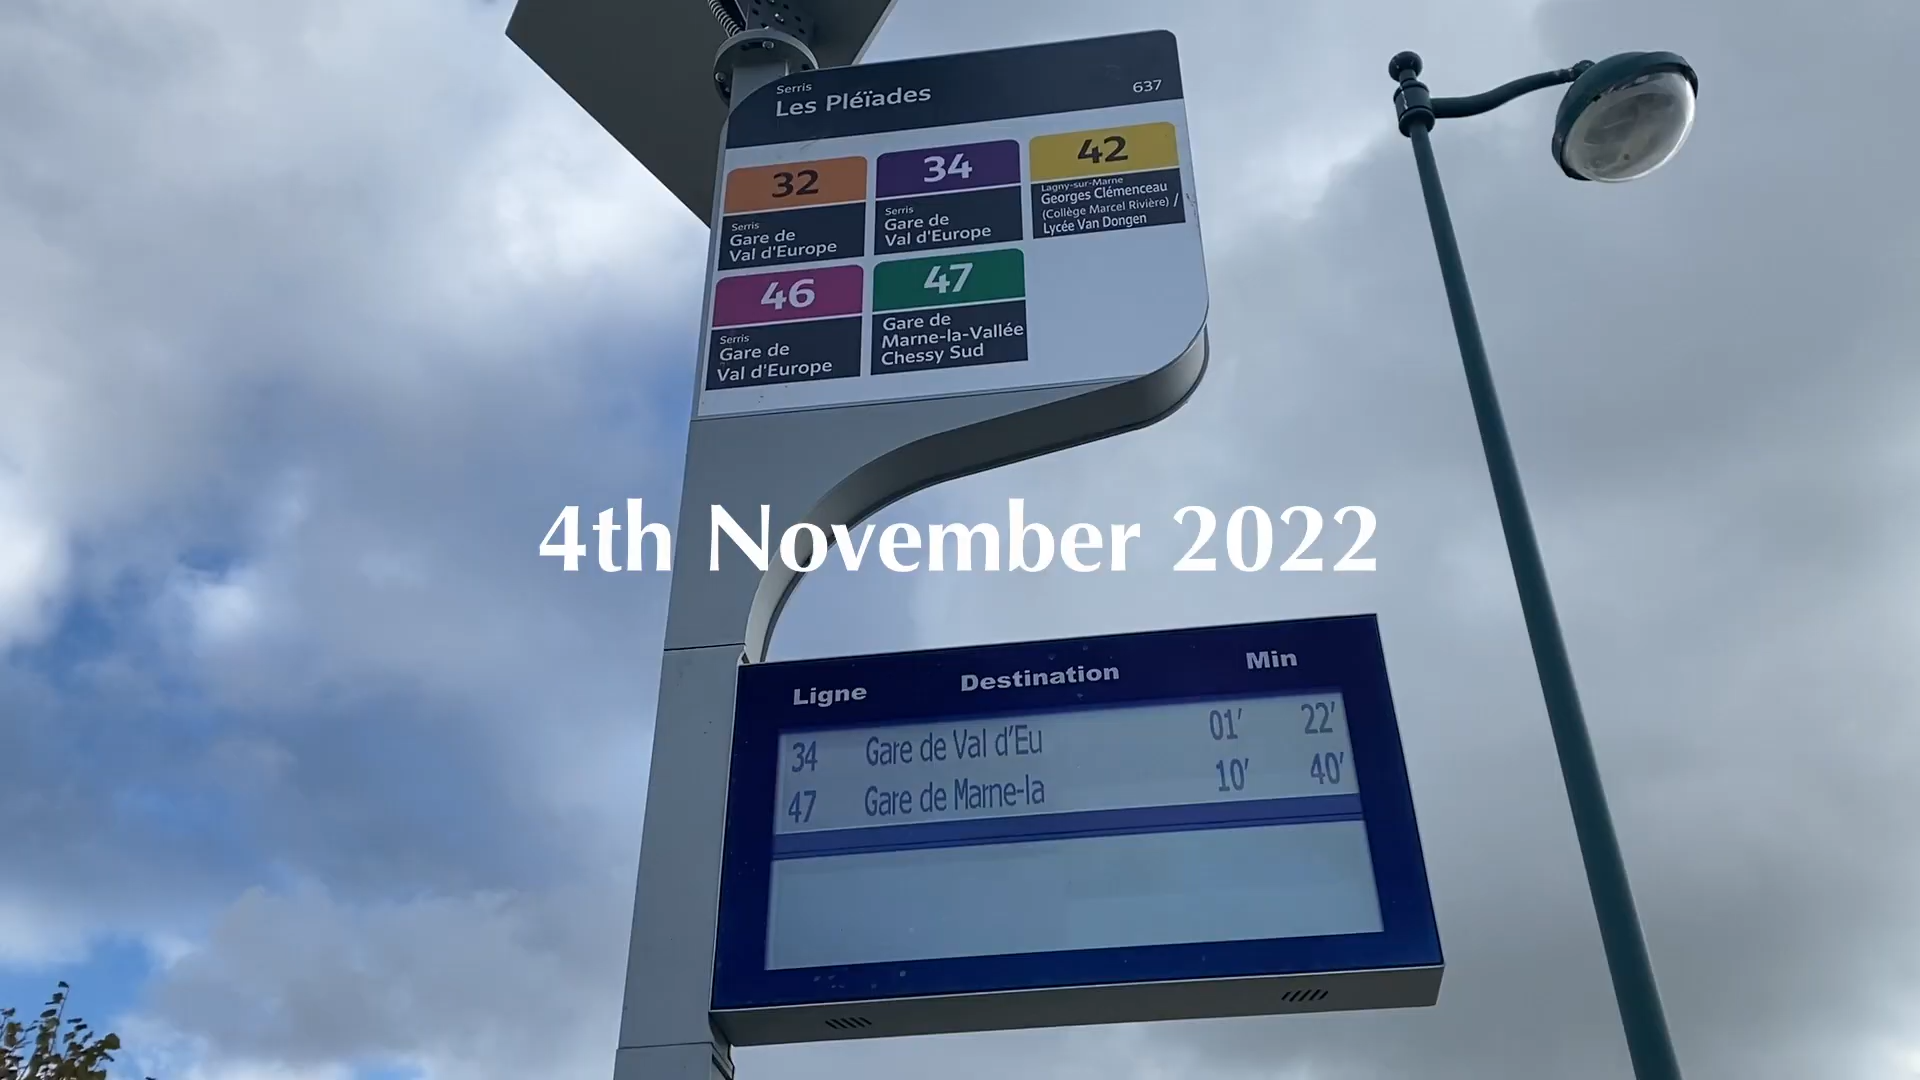 Serris
Les Pléïades
637
32
Serris
Gare de
Val d'Europe
34
Serris
Gare de
Val d'Europe
42
Lagny-sur-Marne
Georges Clémenceau
(Collège Marcel Rivière) /
Lycée Van Dongen
46
Serris
Gare de
Val d'Europe
47
Gare de
Marne-la-Vallée
Chessy Sud
4th November 2022
Ligne Destination Min
34 Gare de Val d'Eu 01' 22'
47 Gare de Marne-la 10' 40'